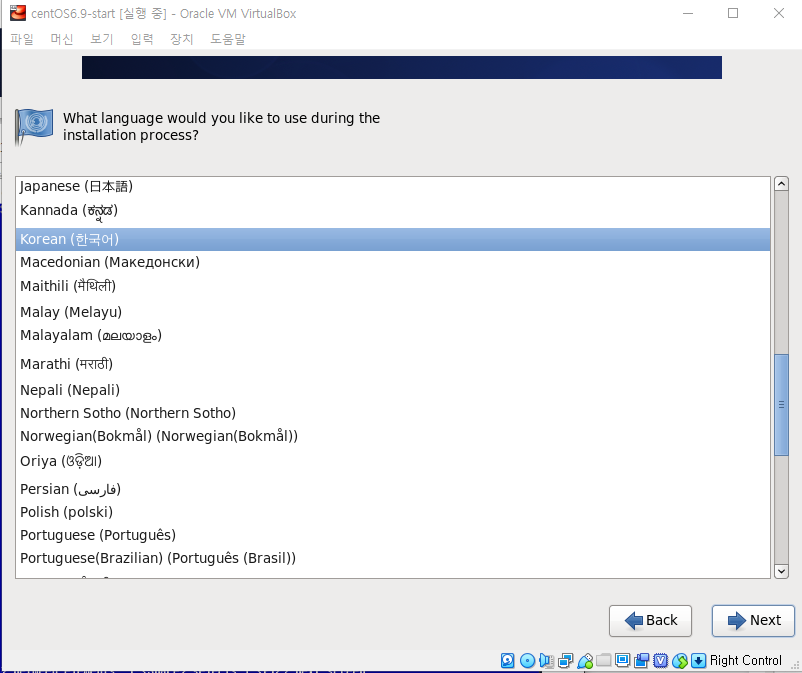 centOS6.9-start [실행 중] - Oracle VM VirtualBox
파일 머신 보기 입력 장치 도움말
What language would you like to use during the
installation process?
Japanese (日本語)
Kannada (ಕನ್ನಡ)
Korean (한국어)
Macedonian (Македонски)
Maithili (मैथिली)
Malay (Melayu)
Malayalam (മലയാളം)
Marathi (मराठी)
Nepali (Nepali)
Northern Sotho (Northern Sotho)
Norwegian(Bokmål) (Norwegian(Bokmål))
Oriya (ଓଡ଼ିଆ)
Persian (فارسی)
Polish (polski)
Portuguese (Português)
Portuguese(Brazilian) (Português (Brasil))
Back Next
Right Control